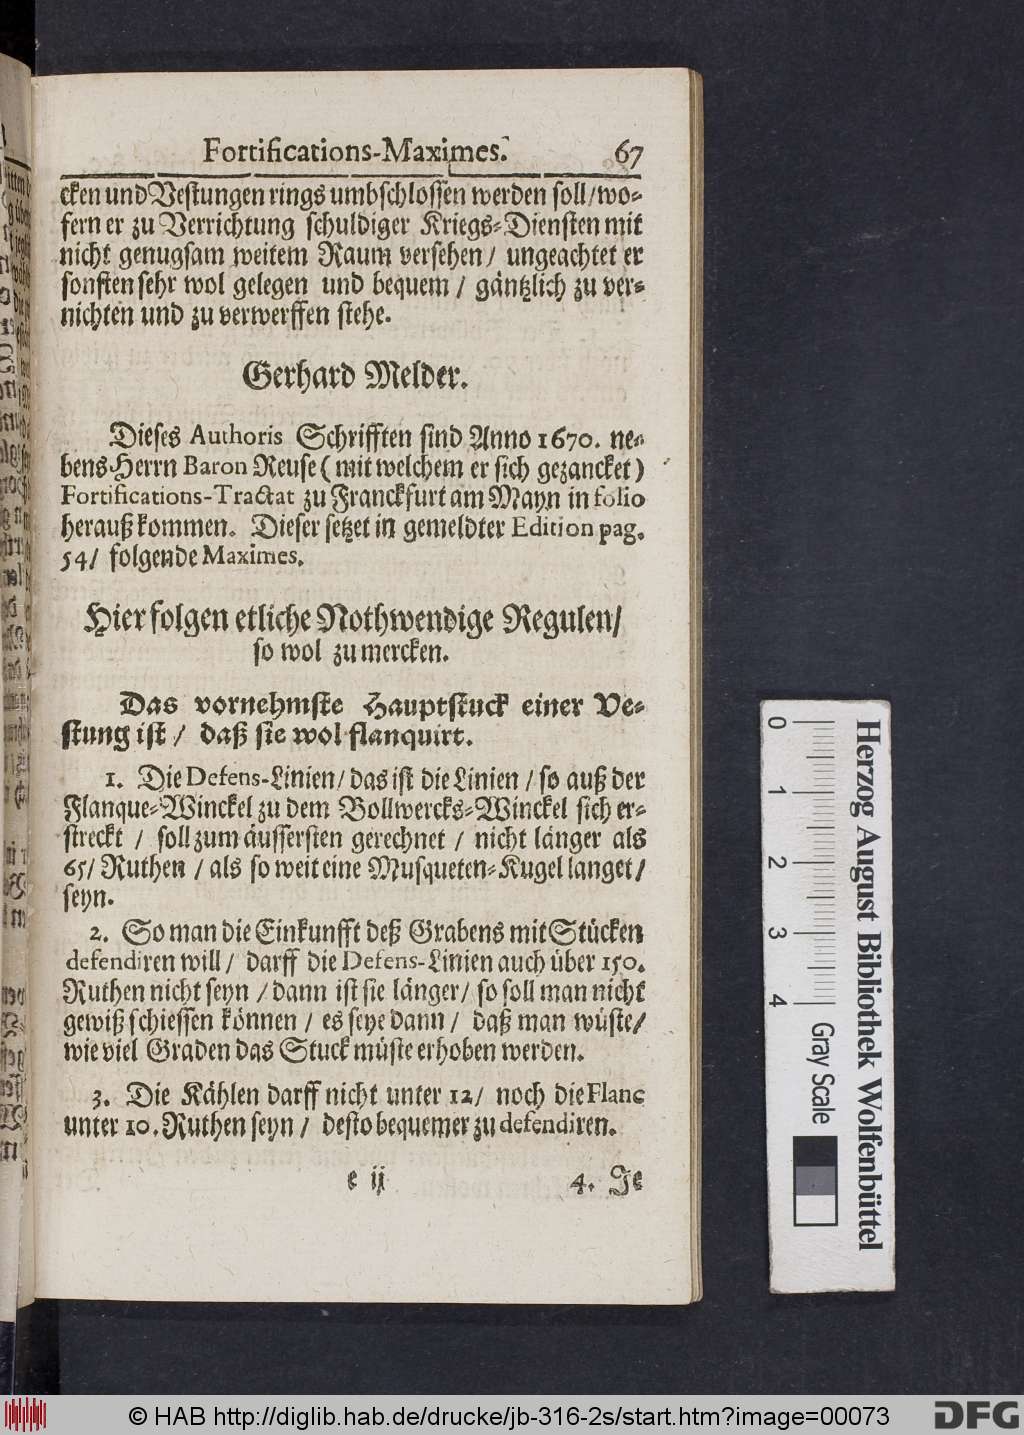 Fortifications-Maximes. 67
cken und Vestungen rings umbschlossen werden soll/ wo-
fern er zu Verrichtung schuldiger Kriegs-Diensten mit
nicht genugsam weitem Raum versehen/ ungeachtet er
sonsten sehr wol gelegen und bequem/ gäntzlich zu ver-
nichten und zu verwerffen stehe.
Gerhard Melder.
Dieses Authoris Schrifften sind Anno 1670. ne-
bens Herrn Baron Reuse (mit welchem er sich gezancket)
Fortifications-Tractat zu Franckfurt am Mayn in folio
herauß kommen. Dieser setzet in gemeldter Edition pag.
54/ folgende Maximes.
Hier folgen etliche Nothwendige Regulen/
so wol zu mercken.
Das vornehmste Hauptstuck einer Ve-
stung ist/ daß sie wol flanquirt.
1. Die Defens-Linien/ das ist die Linien/ so auß der
Flanque-Winckel zu dem Bollwercks-Winckel sich er-
streckt/ soll zum äussersten gerechnet/ nicht länger als
65/ Ruthen/ als so weit eine Musqueten-Kugel langet/
seyn.
2. So man die Einkunfft deß Grabens mit Stücken
defendiren will/ darff die Defens-Linien auch über 150.
Ruthen nicht seyn/ dann ist sie länger/ so soll man nicht
gewiß schiessen können/ es seye dann/ daß man wüste/
wie viel Graden das Stuck müste erhoben werden.
3. Die Kählen darff nicht unter 12/ noch die Flanc
unter 10. Ruthen seyn/ desto bequemer zu defendiren.
e ij 4. Je
0 1 2 3 4
Herzog August Bibliothek Wolfenbüttel
Gray Scale
© HAB http://diglib.hab.de/drucke/jb-316-2s/start.htm?image=00073
DFG